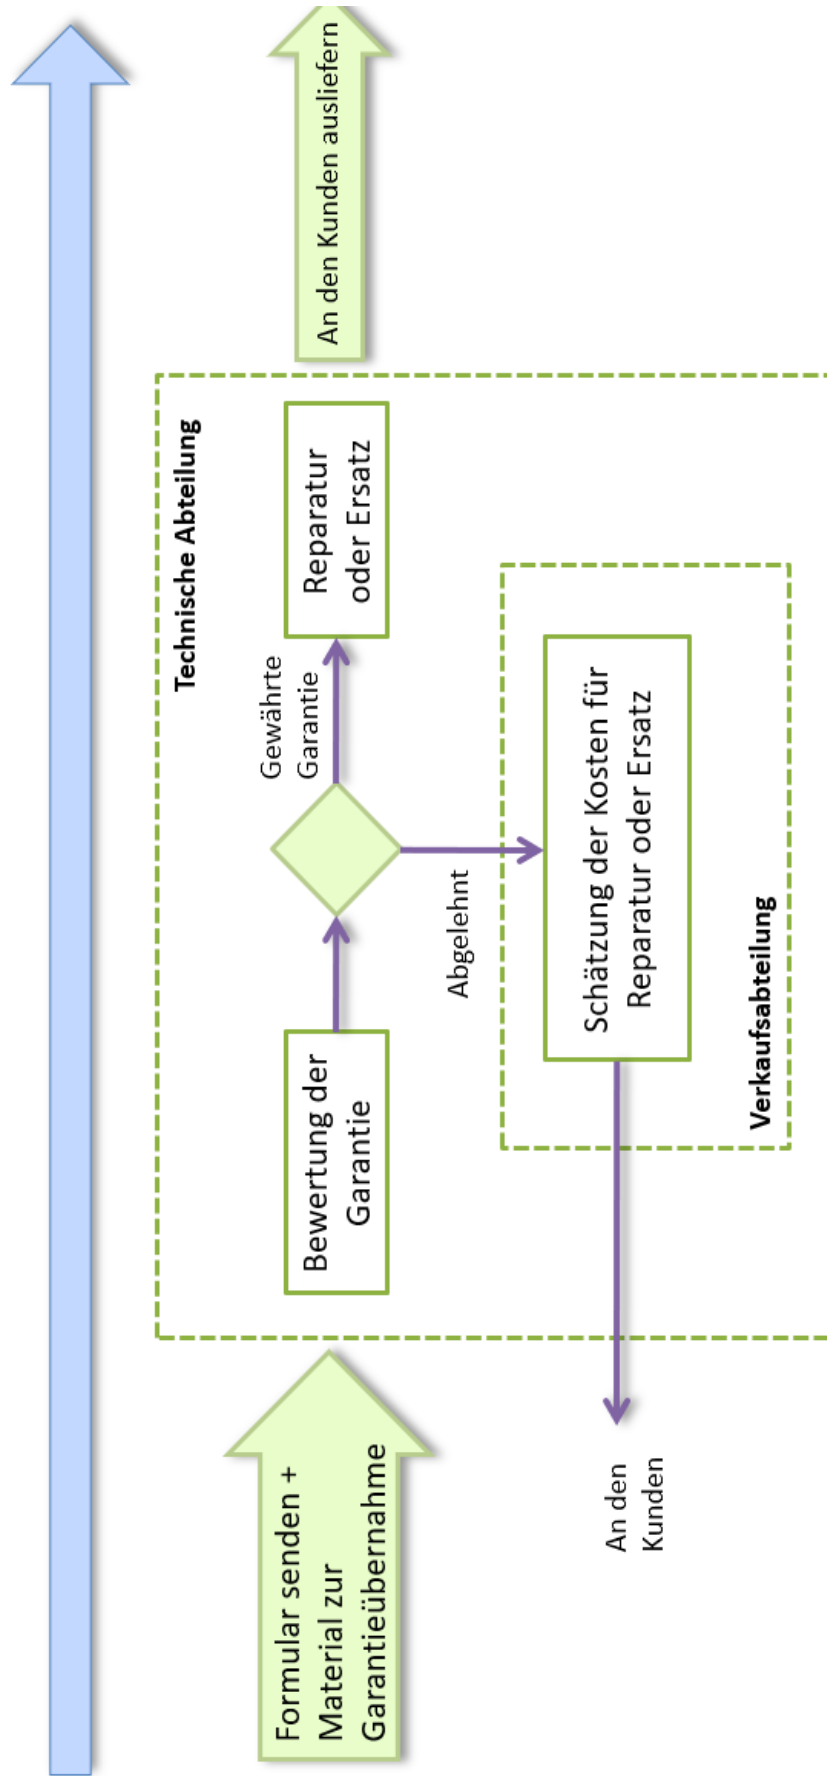 Formular senden +
Material zur
Garantieübernahme
Technische Abteilung
Bewertung der
Garantie
Gewährte
Garantie
Reparatur
oder Ersatz
An den Kunden ausliefern
Abgelehnt
Schätzung der Kosten für
Reparatur oder Ersatz
Verkaufsabteilung
An den
Kunden